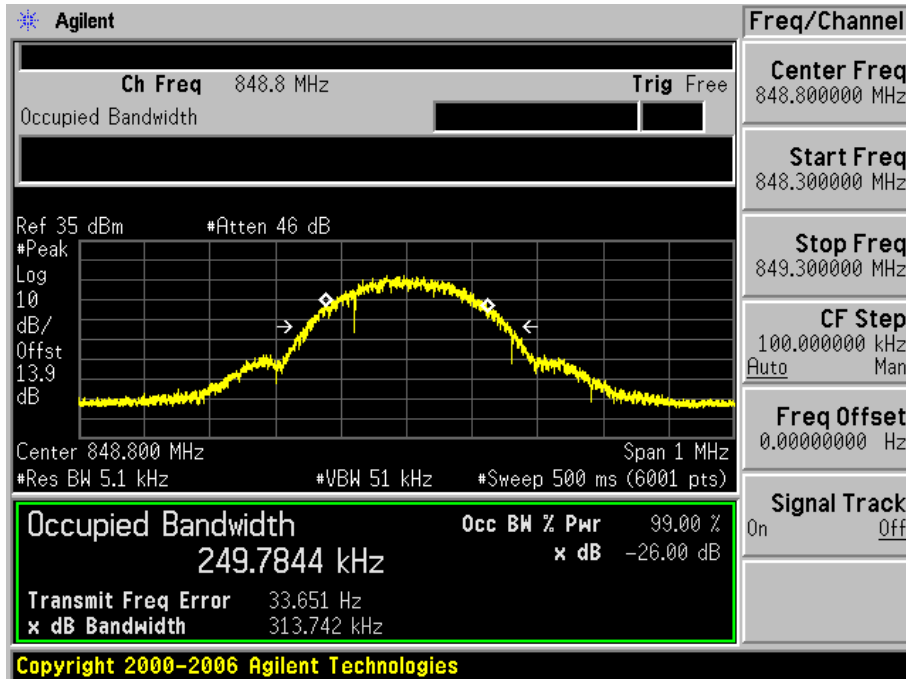 Agilent
Ch Freq 848.8 MHz Trig Free
Occupied Bandwidth
Ref 35 dBm #Atten 46 dB
#Peak
Log
10
dB/
Offst
13.9
dB
Center 848.800 MHz Span 1 MHz
#Res BW 5.1 kHz #VBW 51 kHz #Sweep 500 ms (6001 pts)
Occupied Bandwidth Occ BW % Pwr 99.00 %
249.7844 kHz x dB -26.00 dB
Transmit Freq Error 33.651 Hz
x dB Bandwidth 313.742 kHz
Copyright 2000-2006 Agilent Technologies
Freq/Channel
Center Freq
848.800000 MHz
Start Freq
848.300000 MHz
Stop Freq
849.300000 MHz
CF Step
100.000000 kHz
Auto Man
Freq Offset
0.00000000 Hz
Signal Track
On Off